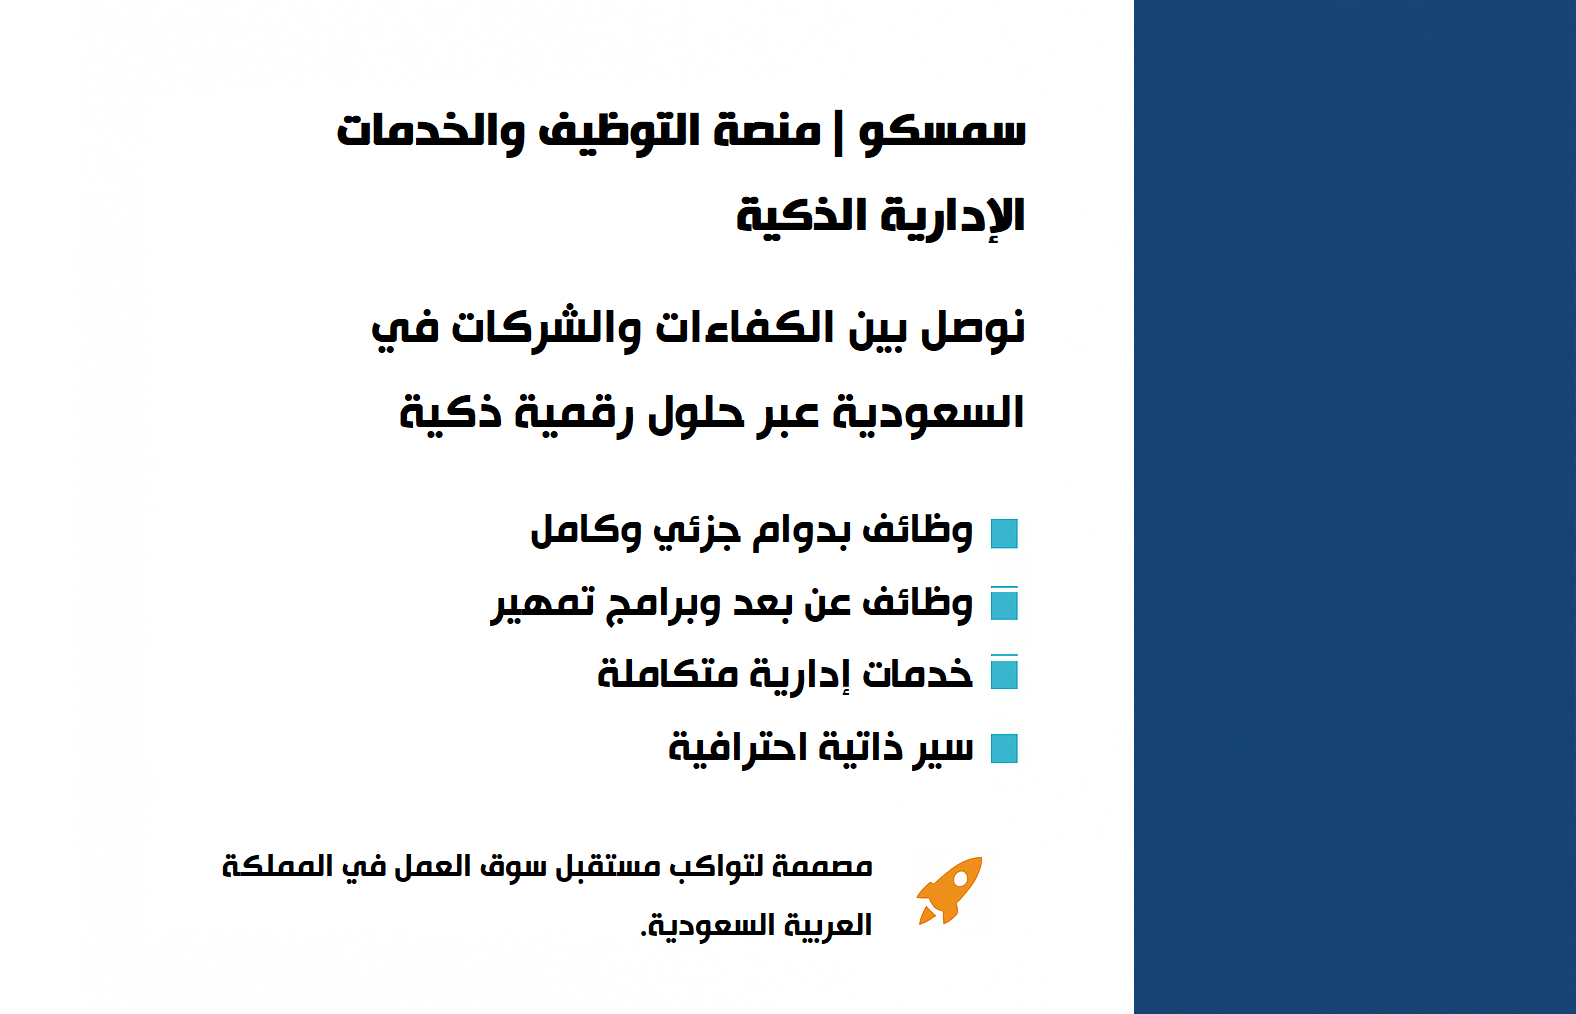 سمسكو | منصة التوظيف والخدمات
الإدارية الذكية
نوصل بين الكفاءات والشركات في
السعودية عبر حلول رقمية ذكية
وظائف بدوام جزئي وكامل
وظائف عن بعد وبرامج تمهير
خدمات إدارية متكاملة
سير ذاتية احترافية
مصممة لتواكب مستقبل سوق العمل في المملكة
العربية السعودية.